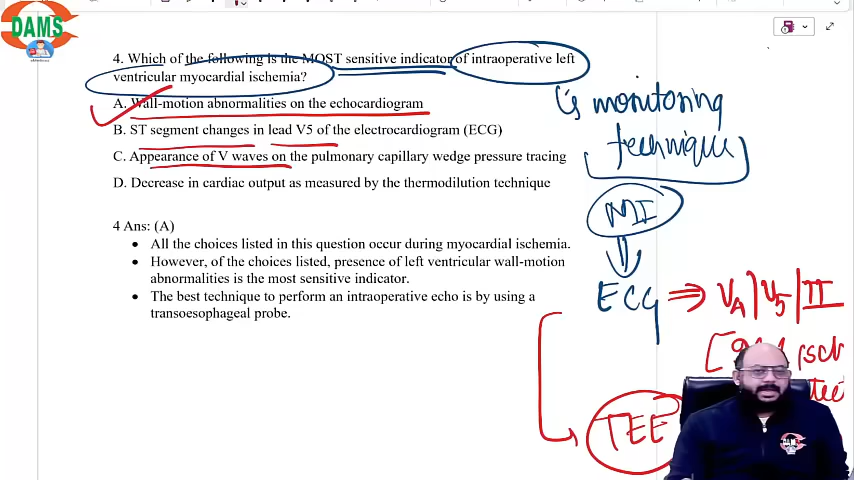 DAMS
4. Which of the following is the MOST sensitive indicator of intraoperative left
ventricular myocardial ischemia?
A. Wall-motion abnormalities on the echocardiogram
B. ST segment changes in lead V5 of the electrocardiogram (ECG)
C. Appearance of V waves on the pulmonary capillary wedge pressure tracing
D. Decrease in cardiac output as measured by the thermodilution technique
4 Ans: (A)
• All the choices listed in this question occur during myocardial ischemia.
• However, of the choices listed, presence of left ventricular wall-motion
abnormalities is the most sensitive indicator.
• The best technique to perform an intraoperative echo is by using a
transoesophageal probe.
monitoring
technique
MI
ECG ⇒ V4|V5|II
TEE
DAMS